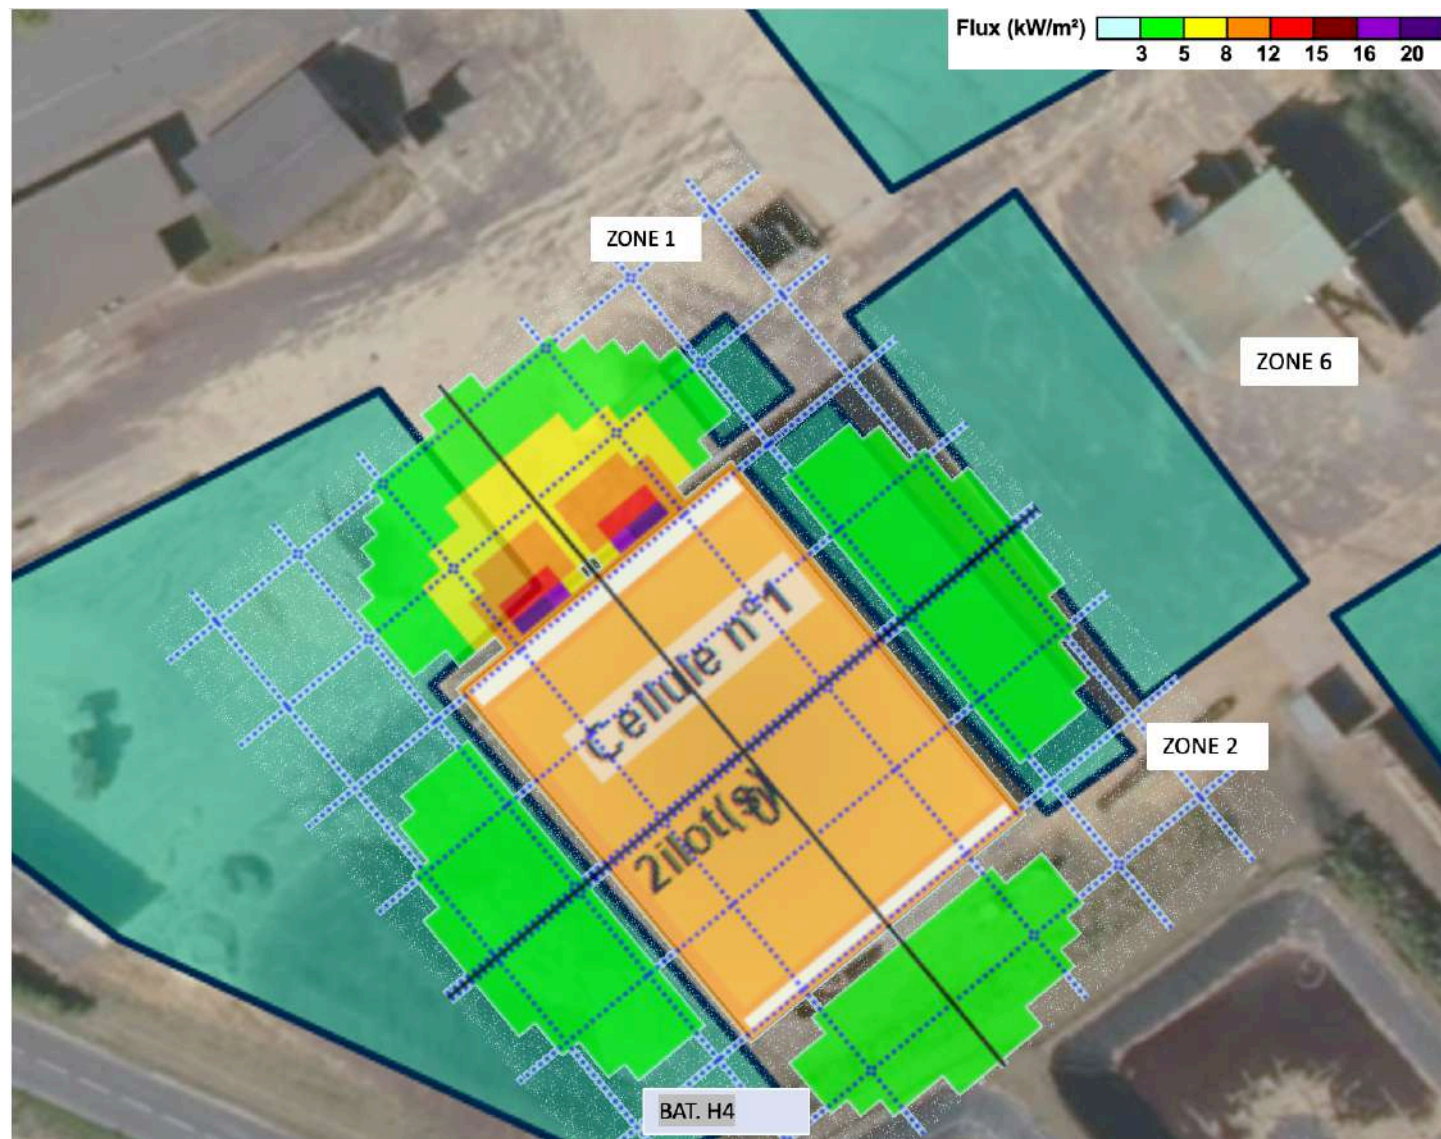 Flux (kW/m²)
3 5 8 12 15 16 20
ZONE 1
ZONE 6
Cellule n°1
ZONE 2
2ilot(s)
BAT. H4